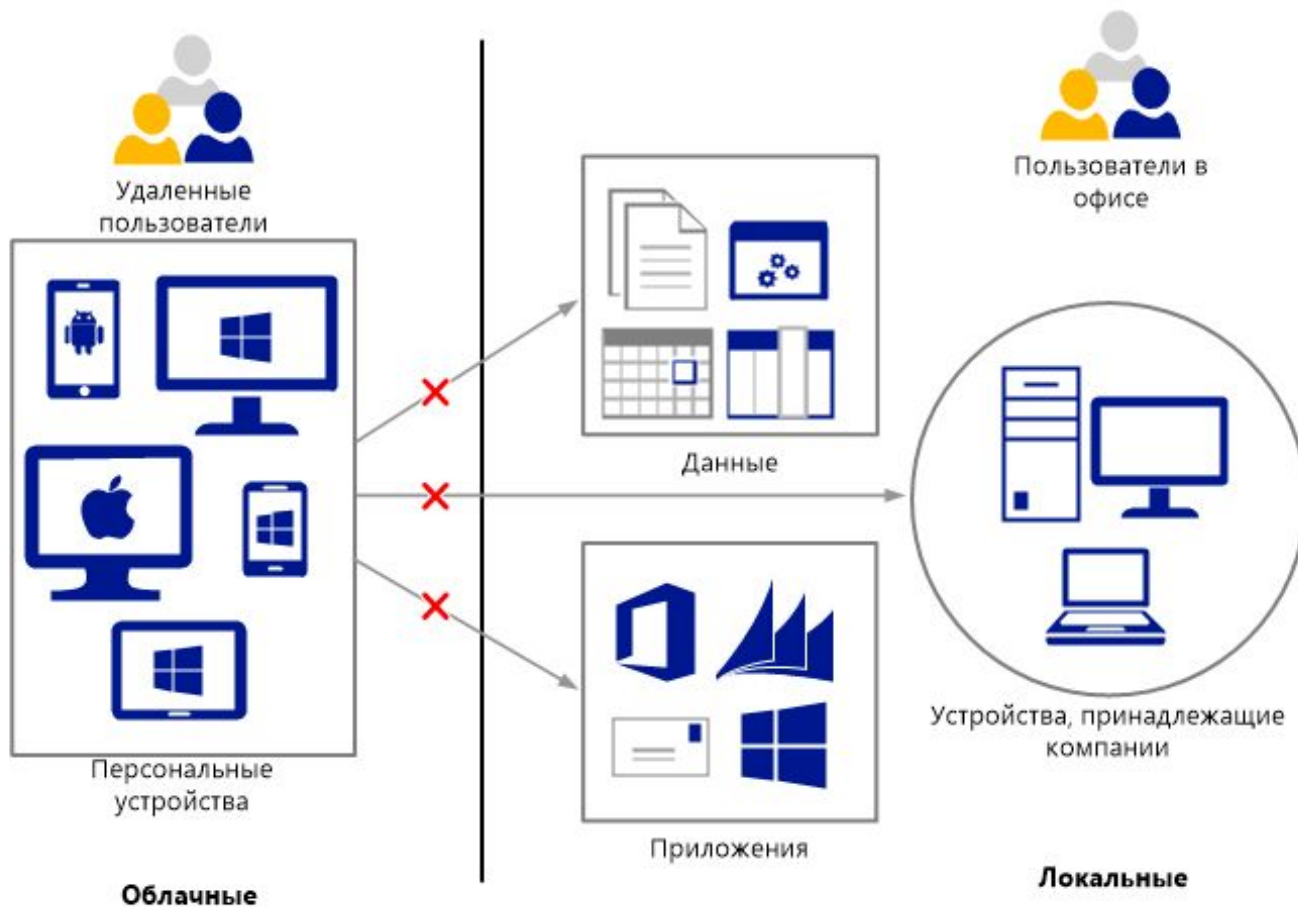 Удаленные
пользователи
Пользователи в
офисе
Данные
Устройства, принадлежащие
компании
Персональные
устройства
Приложения
Облачные
Локальные